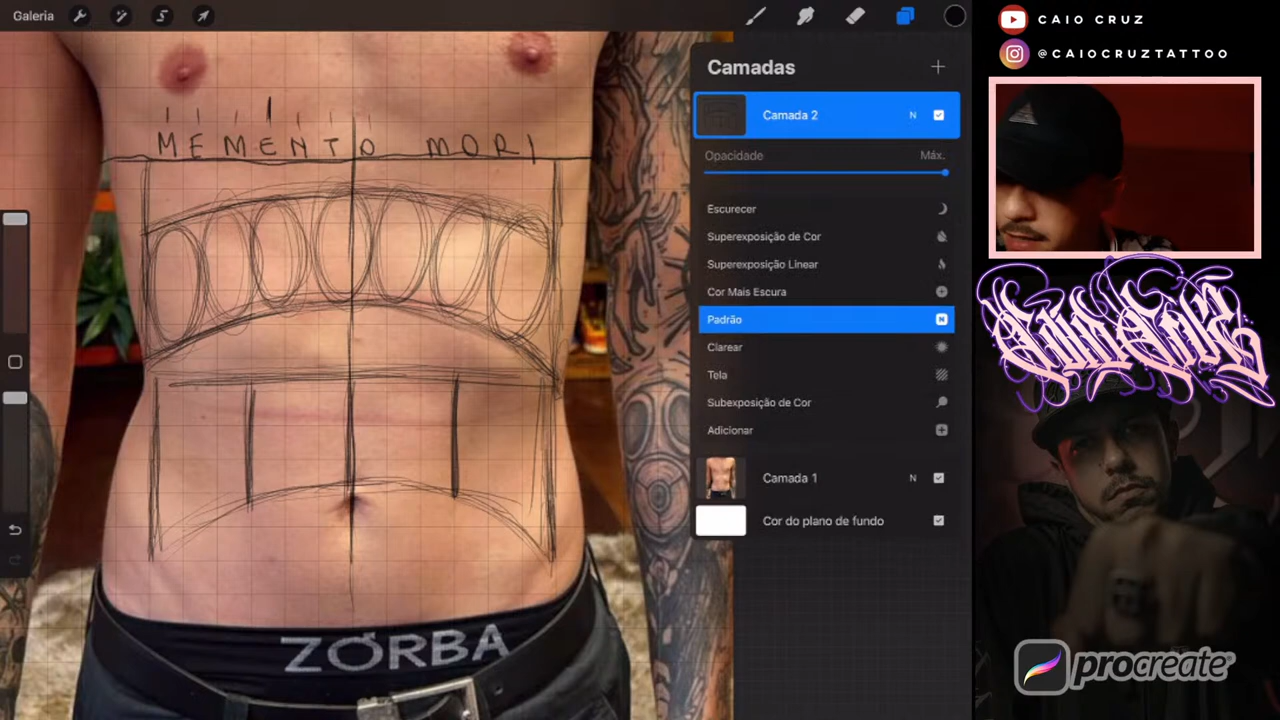 Galeria
Camadas
Camada 2
N
Opacidade
Máx.
Escurecer
Superexposição de Cor
Superexposição Linear
Cor Mais Escura
Padrão
N
Clarear
Tela
Subexposição de Cor
Adicionar
Camada 1
N
Cor do plano de fundo
MEMENTO MORI
ZORBA
CAIO CRUZ
@CAIOCRUZTATTOO
procreate